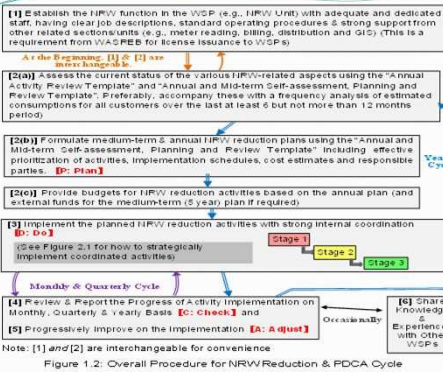 [1] Establish the NRW function in the WSP (e.g., NRW Unit) with adequate and dedicated
staff, having clear job descriptions, standard operating procedures & strong support from
other related sections/units (e.g., meter reading, billing, distribution and GIS) (This is a
requirement from WASREB for license issuance to WSPs)
At the Beginning, [1] & [2] are
interchangeable.
[2(a)] Assess the current status of the various NRW-related aspects using the "Annual
Activity Review Template" and "Annual and Mid-term Self-assessment, Planning and
Review Template". Preferably, accompany these with a frequency analysis of estimated
consumptions for all customers over the last at least 6 but not more than 12 months
period)
[2(b)] Formulate medium-term & annual NRW reduction plans using the "Annual and
Mid-term Self-assessment, Planning and Review Template" including effective
prioritization of activities, implementation schedules, cost estimates and responsible
parties. [P: Plan]
Yea
Cy
[2(c)] Provide budgets for NRW reduction activities based on the annual plan (and
external funds for the medium-term (5 year) plan if required)
[3] Implement the planned NRW reduction activities with strong internal coordination
[D: Do]
(See Figure 2.1 for how to strategically
implement coordinated activities)
Stage 1
Stage 2
Stage 3
Monthly & Quarterly Cycle
[4] Review & Report the Progress of Activity Implementation on
Monthly, Quarterly & Yearly Basis [C: Check] and
[5] Progressively Improve on the Implementation [A: Adjust]
Occasionally
[6] Share
Knowledg
&
Experienc
with Othe
WSPs
Note: [1] and [2] are interchangeable for convenience
Figure 1.2: Overall Procedure for NRW Reduction & PDCA Cycle